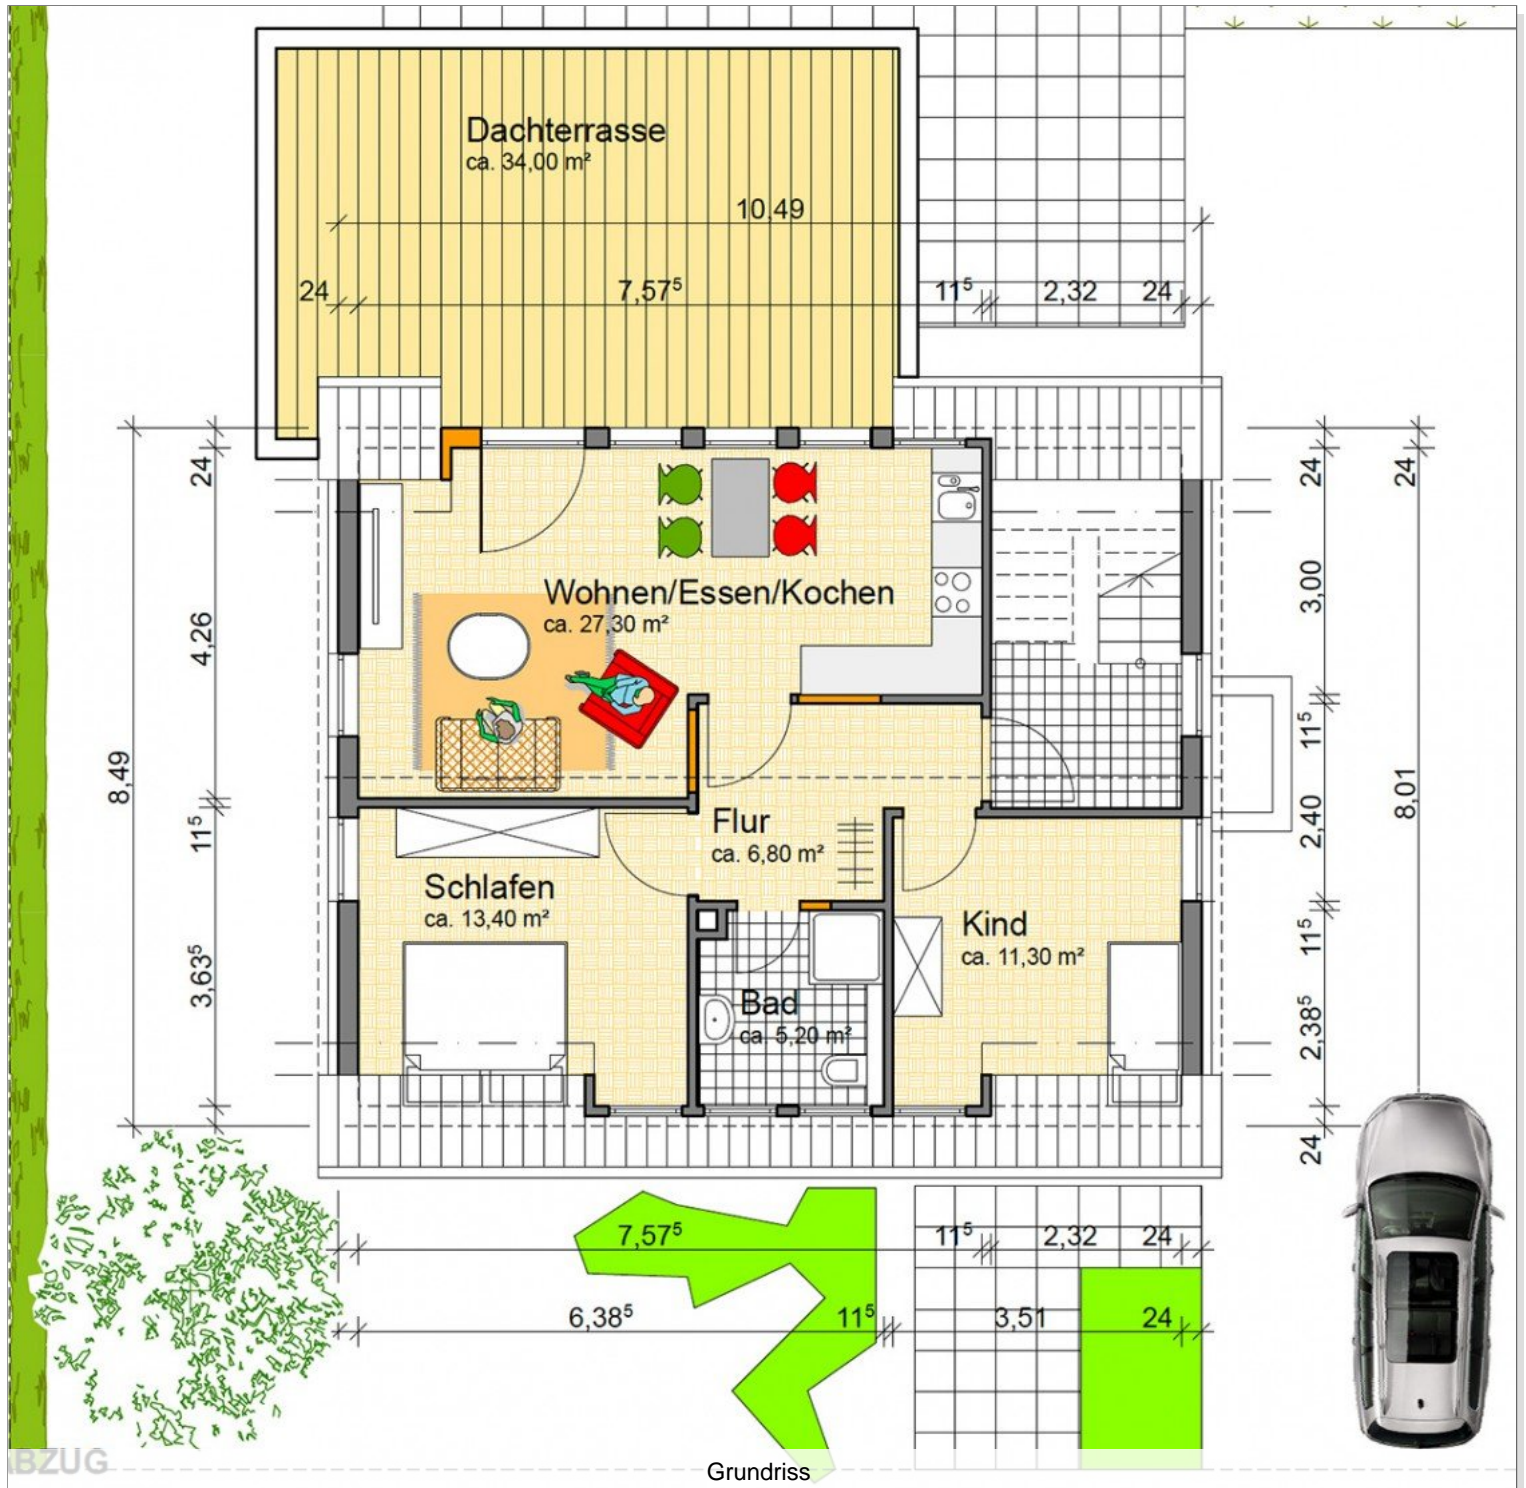 Dachterrasse
ca. 34,00 m²
10,49
24 7,57⁵ 11⁵ 2,32 24
24
4,26
8,49
11⁵
3,63⁵
Wohnen/Essen/Kochen
ca. 27,30 m²
Flur
ca. 6,80 m²
Schlafen
ca. 13,40 m²
Kind
ca. 11,30 m²
Bad
ca. 5,20 m²
24
24
3,00
11⁵
8,01
2,40
11⁵
2,38⁵
24
7,57⁵ 11⁵ 2,32 24
6,38⁵ 11⁵ 3,51 24
BZUG
Grundriss